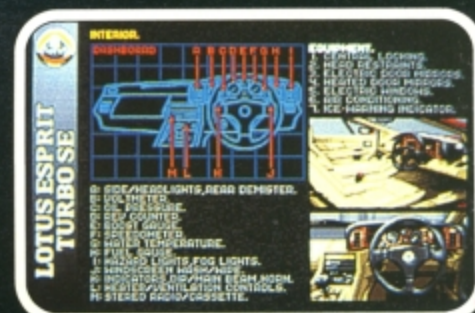 LOTUS ESPRIT
TURBO SE
INTERIOR.
DASHBOARD
A B C D E F G H I
M L K J
A: SIDE/HEADLIGHTS, REAR DEMISTER.
B: VOLTMETER.
C: OIL PRESSURE.
D: REV COUNTER.
E: BOOST GAUGE.
F: SPEEDOMETER.
G: WATER TEMPERATURE.
H: FUEL GAUGE.
I: HAZARD LIGHTS, FOG LIGHTS.
J: WINDSCREEN WASH/WIPE.
K: INDICATORS, DIP/MAIN BEAM, HORN.
L: HEATER/VENTILATION CONTROLS.
M: STEREO RADIO/CASSETTE.
EQUIPMENT.
1. CENTRAL LOCKING.
2. HEAD RESTRAINTS.
3. ELECTRIC DOOR MIRRORS.
4. HEATED DOOR MIRRORS.
5. ELECTRIC WINDOWS.
6. AIR CONDITIONING.
7. ICE-WARNING INDICATOR.